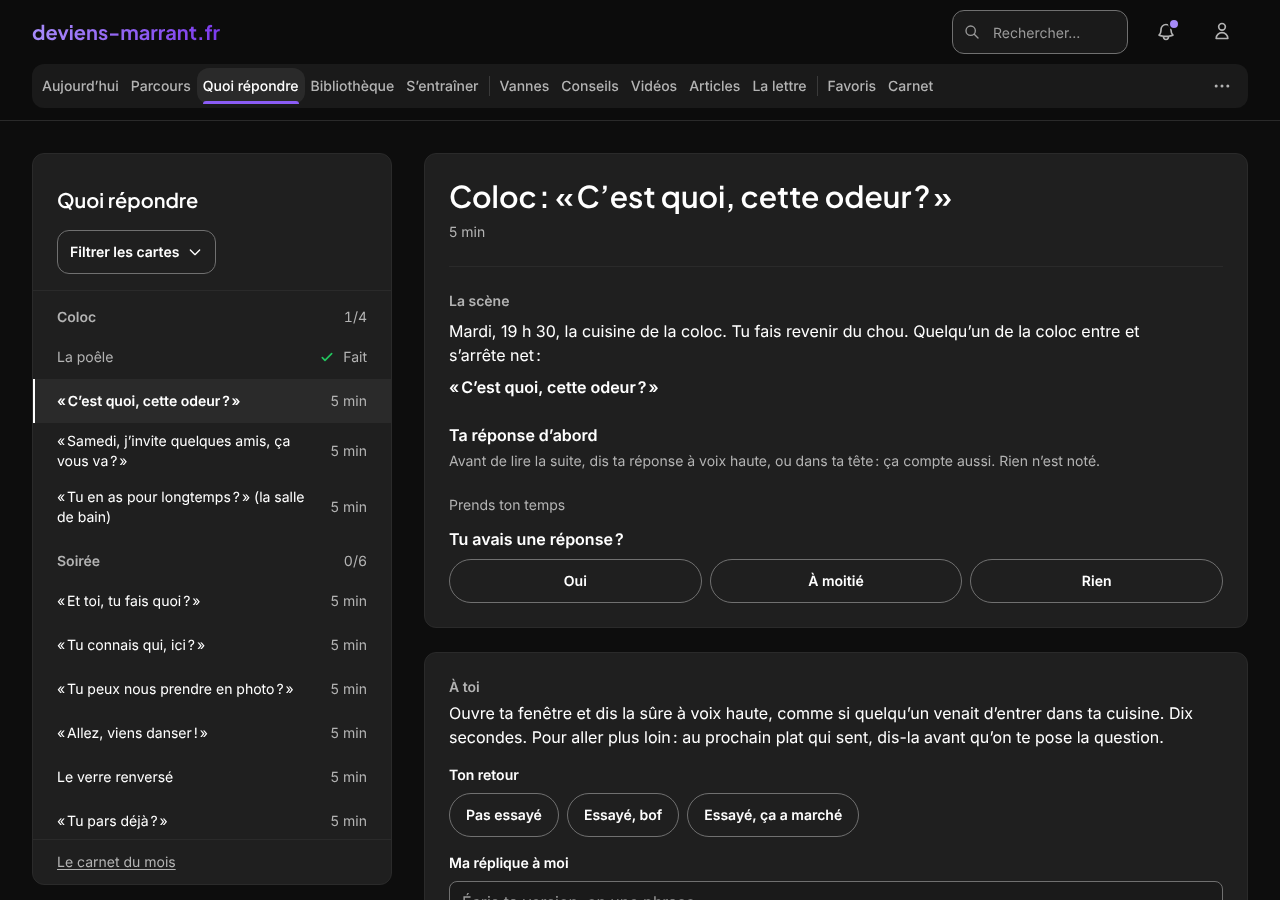 deviens-marrant.fr
Rechercher...
Aujourd’hui Parcours Quoi répondre Bibliothèque S’entraîner Vannes Conseils Vidéos Articles La lettre Favoris Carnet
Quoi répondre
Filtrer les cartes
Coloc 1/4
La poêle Fait
« C’est quoi, cette odeur ? » 5 min
« Samedi, j’invite quelques amis, ça
vous va ? » 5 min
« Tu en as pour longtemps ? » (la salle
de bain) 5 min
Soirée 0/6
« Et toi, tu fais quoi ? » 5 min
« Tu connais qui, ici ? » 5 min
« Tu peux nous prendre en photo ? » 5 min
« Allez, viens danser ! » 5 min
Le verre renversé 5 min
« Tu pars déjà ? » 5 min
Le carnet du mois
Coloc : « C’est quoi, cette odeur ? »
5 min
La scène
Mardi, 19 h 30, la cuisine de la coloc. Tu fais revenir du chou. Quelqu’un de la coloc entre et
s’arrête net :
« C’est quoi, cette odeur ? »
Ta réponse d’abord
Avant de lire la suite, dis ta réponse à voix haute, ou dans ta tête : ça compte aussi. Rien n’est noté.
Prends ton temps
Tu avais une réponse ?
Oui À moitié Rien
À toi
Ouvre ta fenêtre et dis la sûre à voix haute, comme si quelqu’un venait d’entrer dans ta cuisine. Dix
secondes. Pour aller plus loin : au prochain plat qui sent, dis-la avant qu’on te pose la question.
Ton retour
Pas essayé Essayé, bof Essayé, ça a marché
Ma réplique à moi
Écris ta version, en une phrase